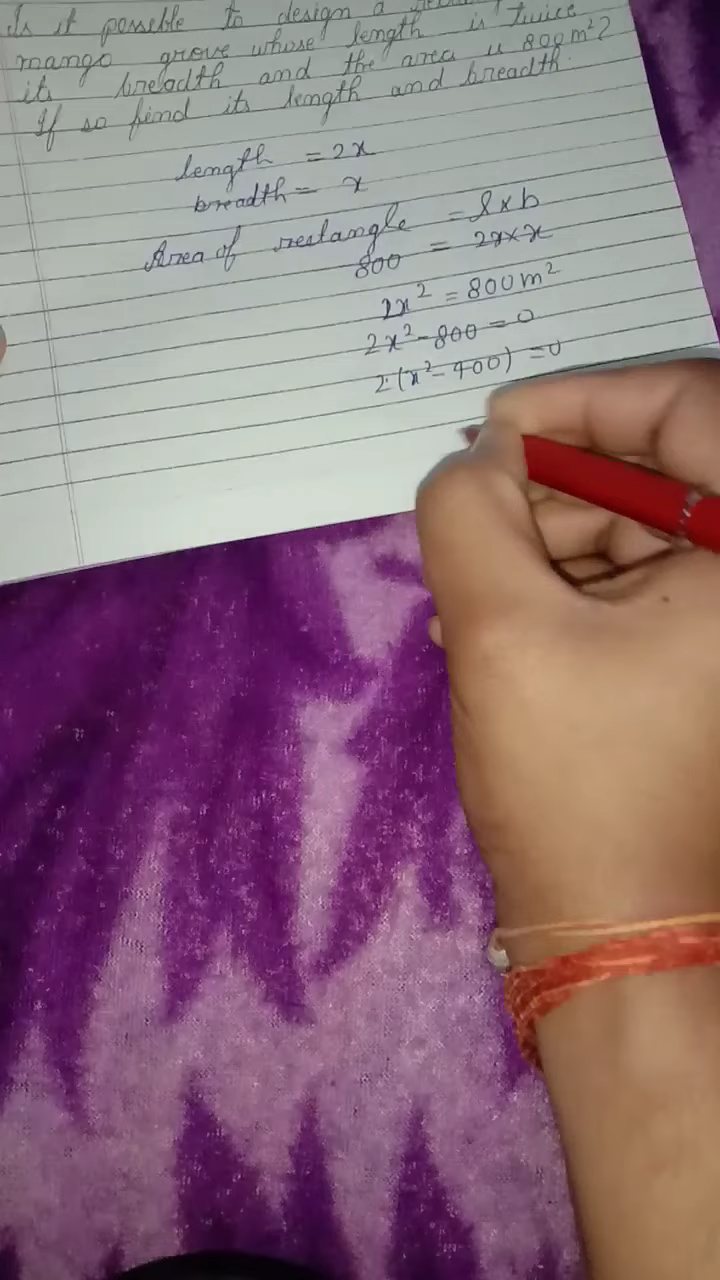 Is it possible to design a
mango grove whose length is twice
its breadth and the area is 800m²?
If so find its length and breadth.
length = 2x
breadth = x
Area of restangle = l×b
800 = 2x×x
2x² = 800m²
2x²-800=0
2(x²-400)=0